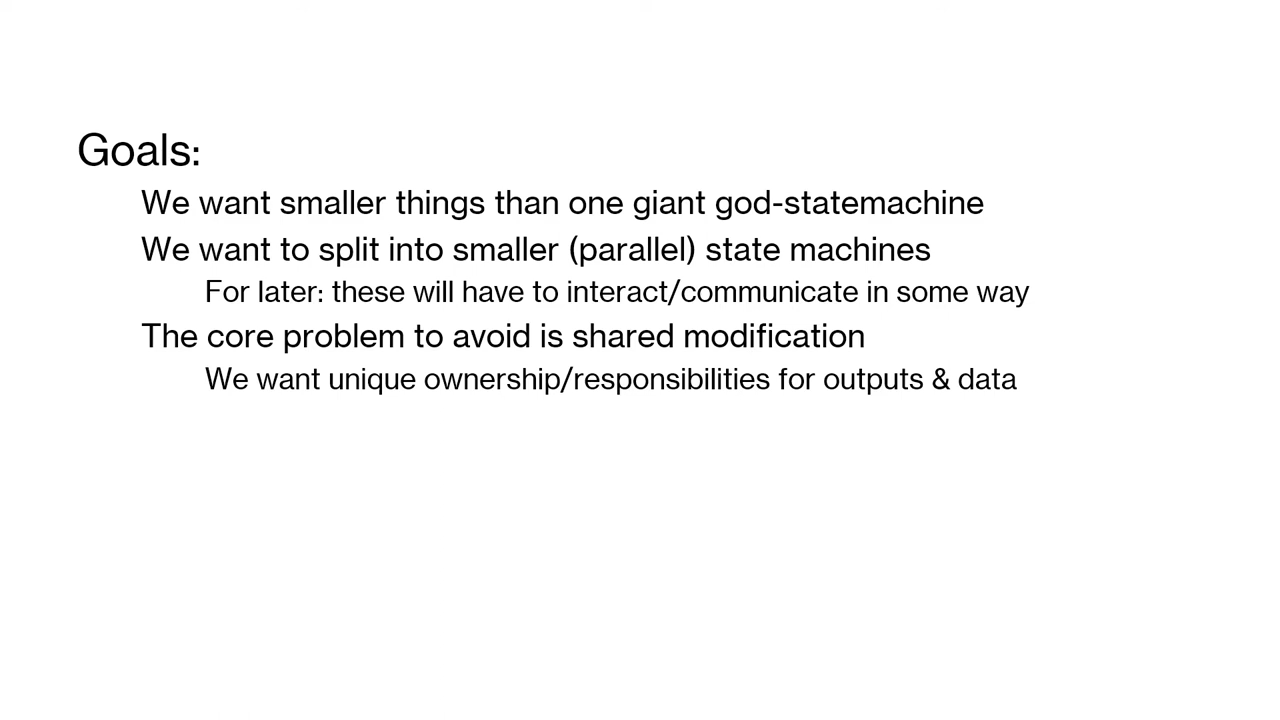 Goals:
We want smaller things than one giant god-statemachine
We want to split into smaller (parallel) state machines
For later: these will have to interact/communicate in some way
The core problem to avoid is shared modification
We want unique ownership/responsibilities for outputs & data